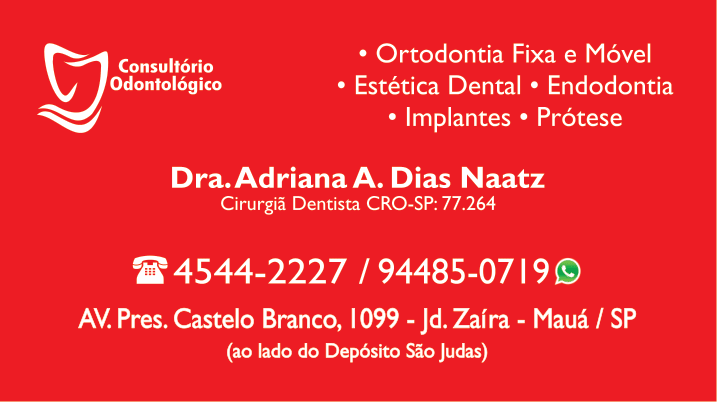 Consultório
Odontológico
• Ortodontia Fixa e Móvel
• Estética Dental • Endodontia
• Implantes • Prótese
Dra. Adriana A. Dias Naatz
Cirurgiã Dentista CRO-SP: 77.264
4544-2227 / 94485-0719
AV. Pres. Castelo Branco, 1099 - Jd. Zaíra - Mauá / SP
(ao lado do Depósito São Judas)